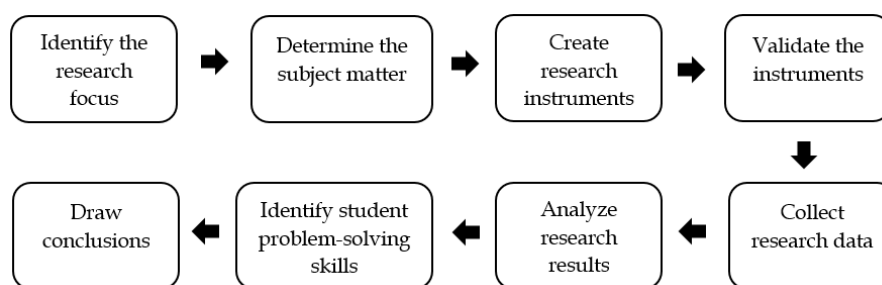 Identify the
research
focus
Determine the
subject matter
Create
research
instruments
Validate the
instruments
Collect
research data
Analyze
research
results
Identify student
problem-solving
skills
Draw
conclusions